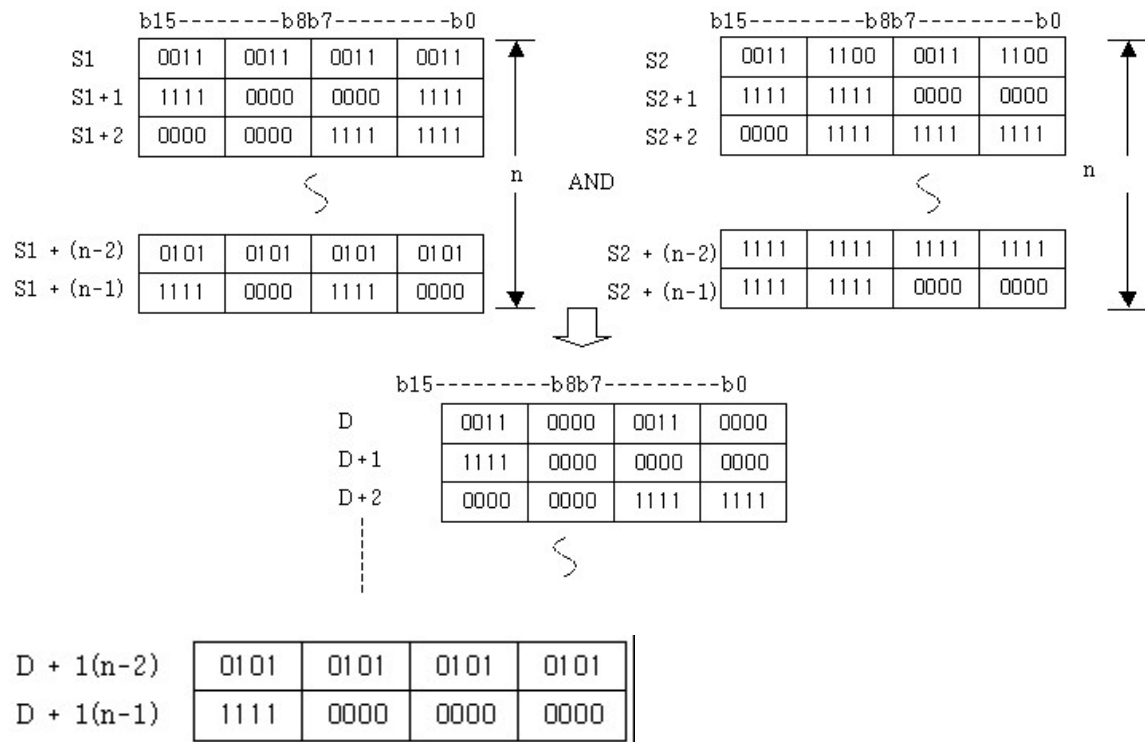 b15--------b8b7---------b0
S1 0011 0011 0011 0011
S1+1 1111 0000 0000 1111
S1+2 0000 0000 1111 1111
n
S1 + (n-2) 0101 0101 0101 0101
S1 + (n-1) 1111 0000 1111 0000
AND
b15--------b8b7---------b0
S2 0011 1100 0011 1100
S2+1 1111 1111 0000 0000
S2+2 0000 1111 1111 1111
n
S2 + (n-2) 1111 1111 1111 1111
S2 + (n-1) 1111 1111 0000 0000
b15--------b8b7---------b0
D 0011 0000 0011 0000
D+1 1111 0000 0000 0000
D+2 0000 0000 1111 1111
D + 1(n-2) 0101 0101 0101 0101
D + 1(n-1) 1111 0000 0000 0000